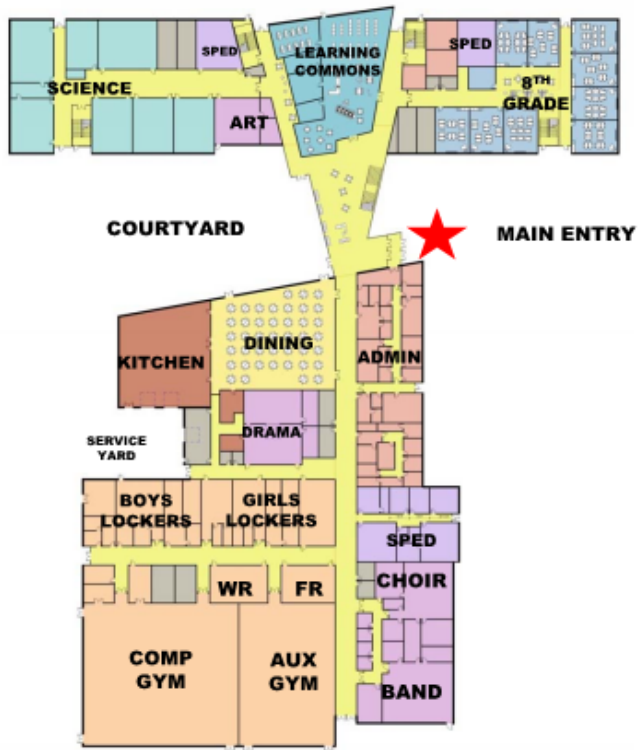 SPED
LEARNING
COMMONS
SPED
SCIENCE
8TH
GRADE
ART
COURTYARD
MAIN ENTRY
DINING
KITCHEN
ADMIN
DRAMA
SERVICE
YARD
BOYS
LOCKERS
GIRLS
LOCKERS
SPED
CHOIR
WR
FR
COMP
GYM
AUX
GYM
BAND